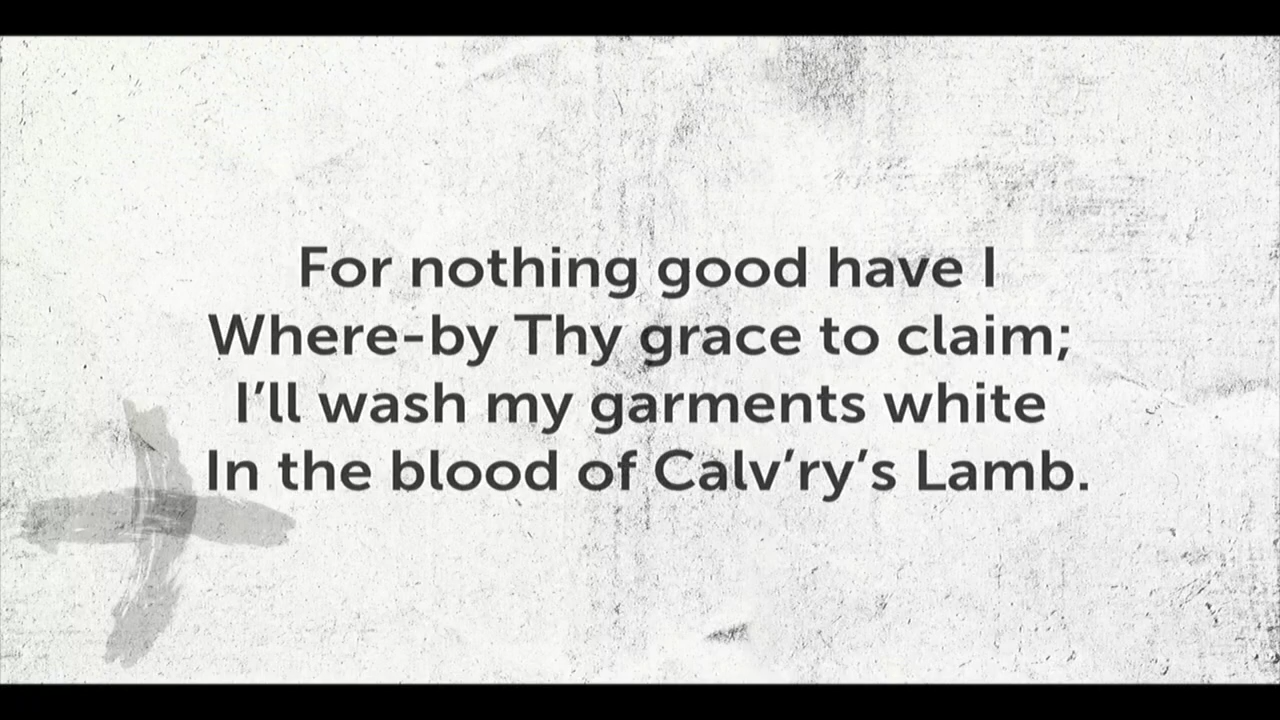 For nothing good have I
Where-by Thy grace to claim;
I’ll wash my garments white
In the blood of Calv’ry’s Lamb.